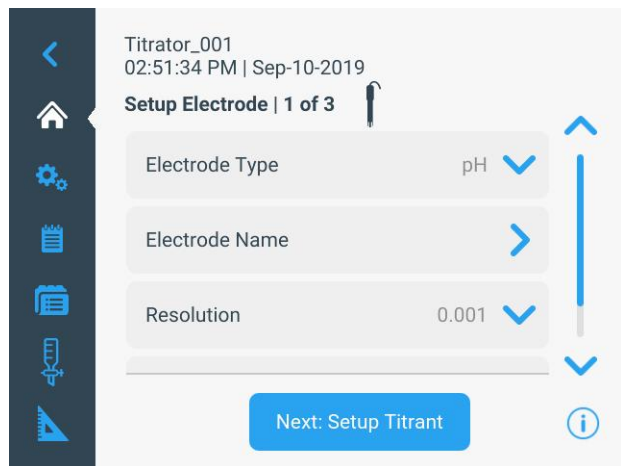 Titrator_001
02:51:34 PM | Sep-10-2019
Setup Electrode | 1 of 3
Electrode Type pH
Electrode Name
Resolution 0.001
Next: Setup Titrant